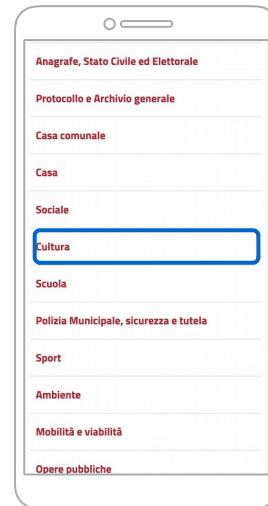 Anagrafe, Stato Civile ed Elettorale
Protocollo e Archivio generale
Casa comunale
Casa
Sociale
Cultura
Scuola
Polizia Municipale, sicurezza e tutela
Sport
Ambiente
Mobilità e viabilità
Opere pubbliche